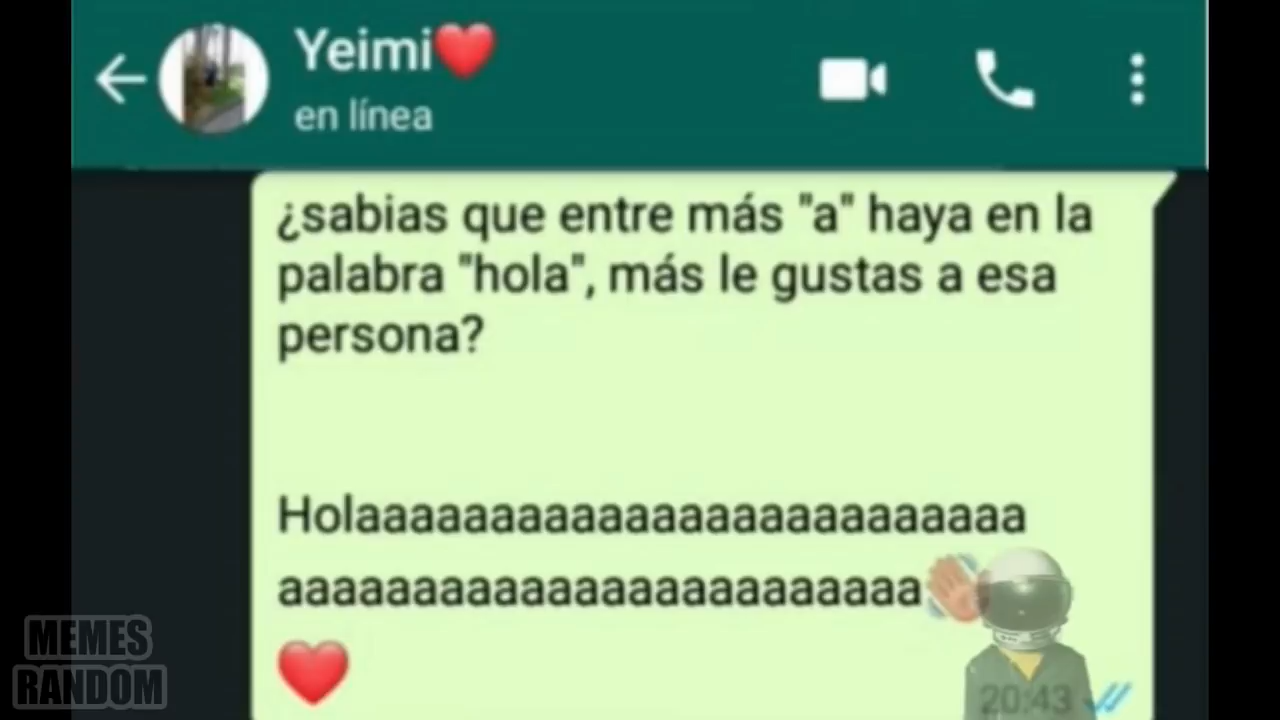 Yeimi❤️
en línea
¿sabias que entre más "a" haya en la
palabra "hola", más le gustas a esa
persona?
Holaaaaaaaaaaaaaaaaaaaaaaaaa
aaaaaaaaaaaaaaaaaaaaaaaa👋
❤️
20:43
MEMES
RANDOM